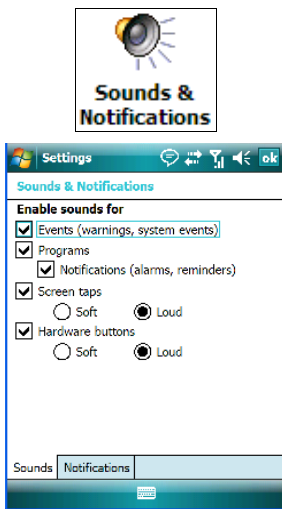 Sounds &
Notifications
Settings
ok
Sounds & Notifications
Enable sounds for
Events (warnings, system events)
Programs
Notifications (alarms, reminders)
Screen taps
Soft Loud
Hardware buttons
Soft Loud
Sounds Notifications